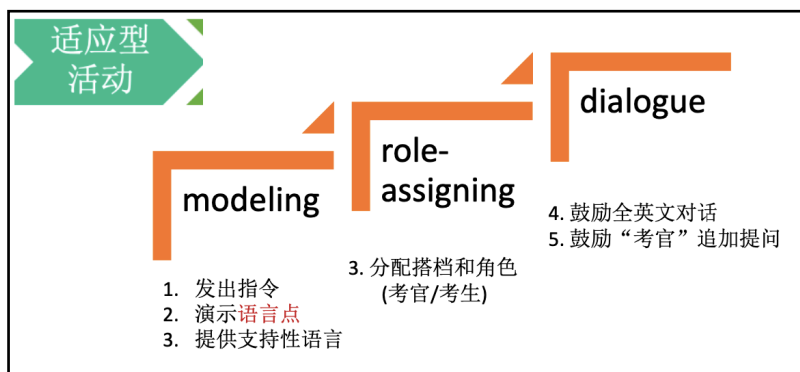 适应型
活动
modeling
1. 发出指令
2. 演示语言点
3. 提供支持性语言
role-
assigning
3. 分配搭档和角色
(考官/考生)
dialogue
4. 鼓励全英文对话
5. 鼓励“考官”追加提问